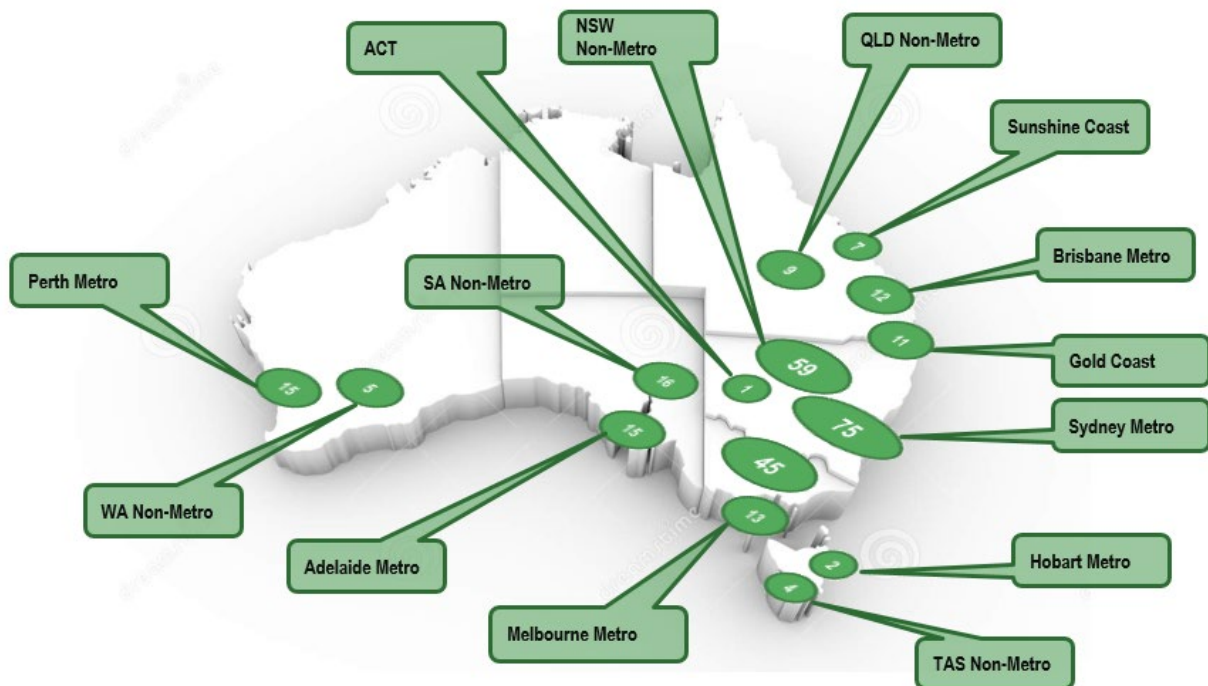 ACT
NSW
Non-Metro
QLD Non-Metro
Sunshine Coast
Brisbane Metro
Perth Metro
SA Non-Metro
Gold Coast
Sydney Metro
WA Non-Metro
Adelaide Metro
Melbourne Metro
Hobart Metro
TAS Non-Metro
7
9
12
11
59
1
16
15
5
75
15
45
13
2
4